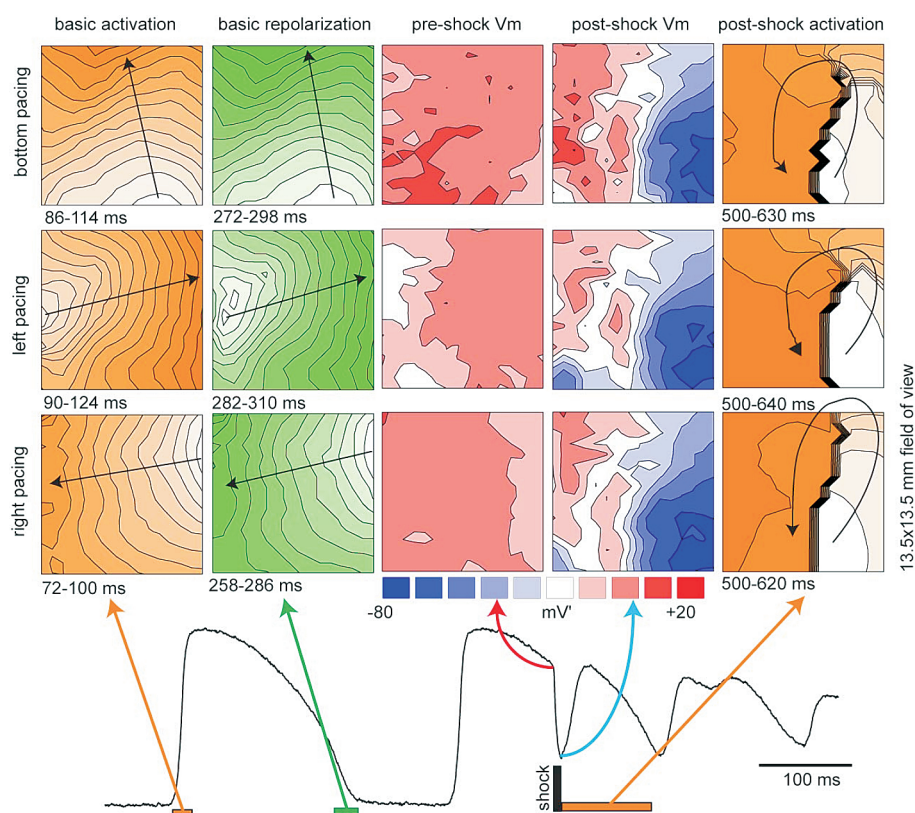 basic activation
basic repolarization
pre-shock Vm
post-shock Vm
post-shock activation
bottom pacing
86-114 ms
272-298 ms
500-630 ms
left pacing
90-124 ms
282-310 ms
500-640 ms
right pacing
72-100 ms
258-286 ms
500-620 ms
13.5x13.5 mm field of view
-80
mV'
+20
shock
100 ms